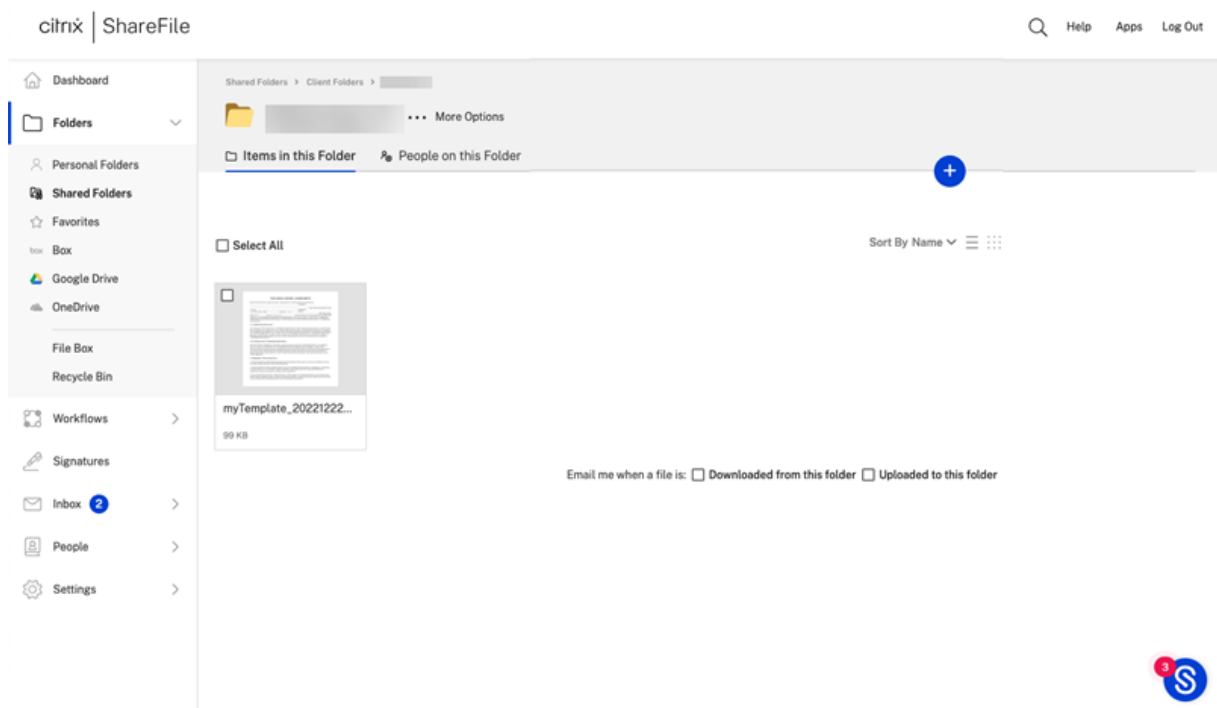 citrix | ShareFile
Help Apps Log Out
Dashboard
Folders
Personal Folders
Shared Folders
Favorites
box Box
Google Drive
OneDrive
File Box
Recycle Bin
Workflows
Signatures
Inbox 2
People
Settings
Shared Folders > Client Folders >
... More Options
Items in this Folder People on this Folder
+
Select All
Sort By Name
myTemplate_20221222...
99 KB
Email me when a file is: Downloaded from this folder Uploaded to this folder
3
S